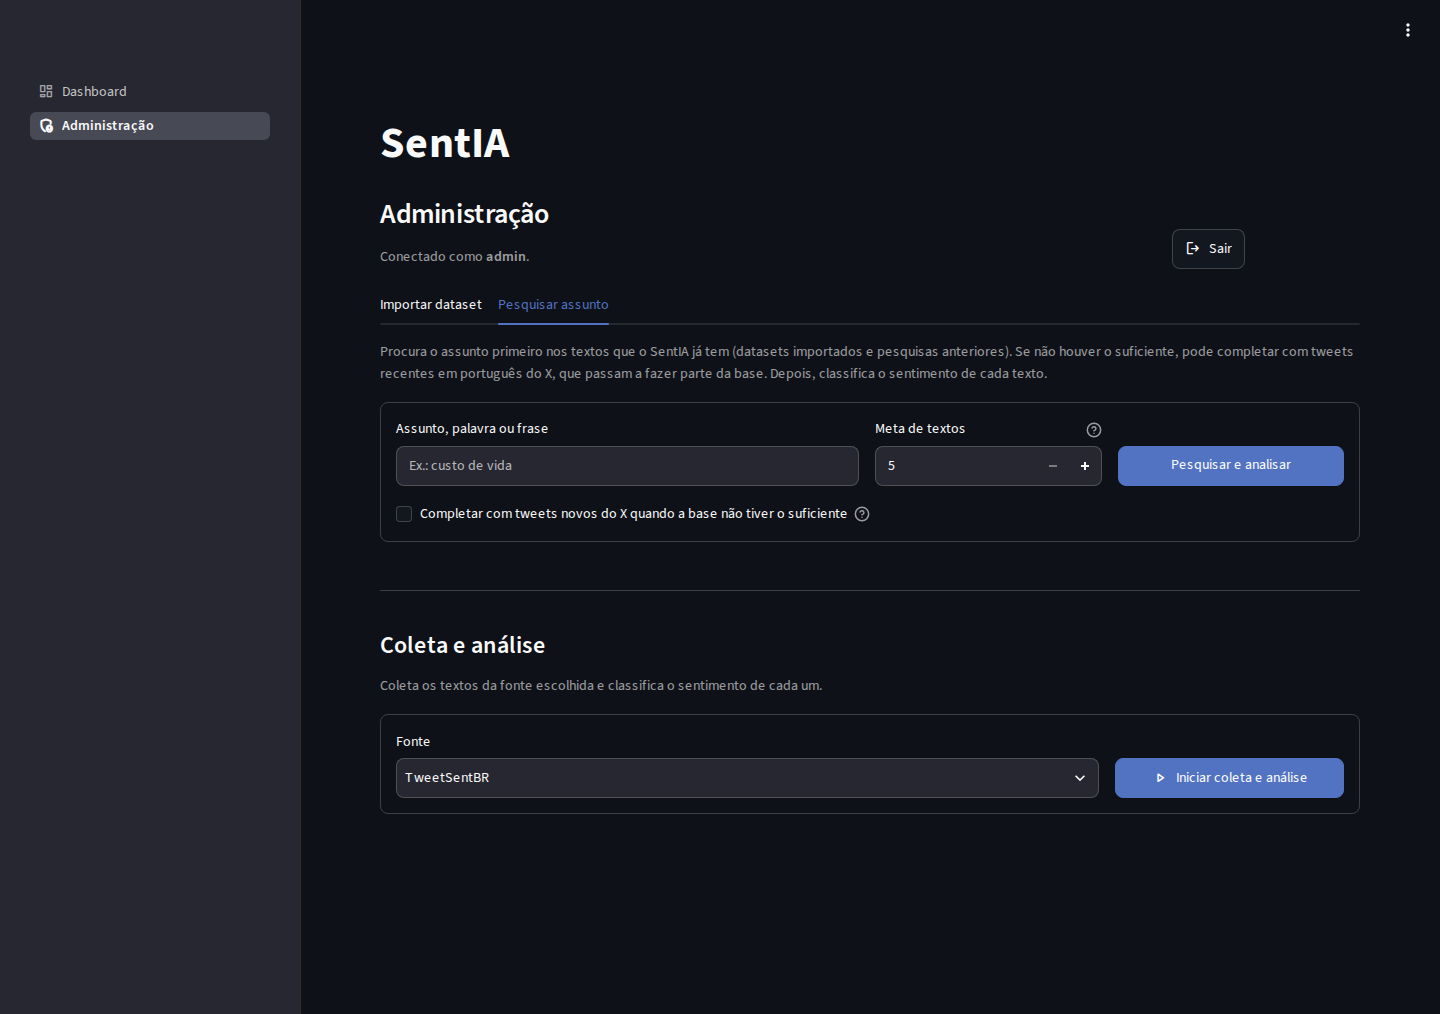 Dashboard
Administração
SentIA
Administração
Conectado como admin.
Sair
Importar dataset
Pesquisar assunto
Procura o assunto primeiro nos textos que o SentIA já tem (datasets importados e pesquisas anteriores). Se não houver o suficiente, pode completar com tweets
recentes em português do X, que passam a fazer parte da base. Depois, classifica o sentimento de cada texto.
Assunto, palavra ou frase
Meta de textos
Ex.: custo de vida
5
Pesquisar e analisar
Completar com tweets novos do X quando a base não tiver o suficiente
Coleta e análise
Coleta os textos da fonte escolhida e classifica o sentimento de cada um.
Fonte
TweetSentBR
Iniciar coleta e análise